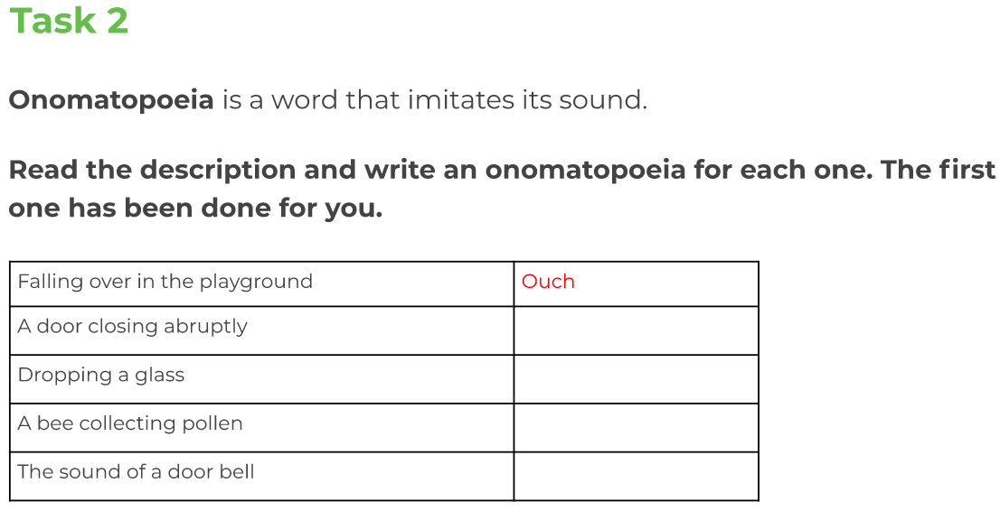 Task 2
Onomatopoeia is a word that imitates its sound.
Read the description and write an onomatopoeia for each one. The first
one has been done for you.
Falling over in the playground Ouch
A door closing abruptly
Dropping a glass
A bee collecting pollen
The sound of a door bell